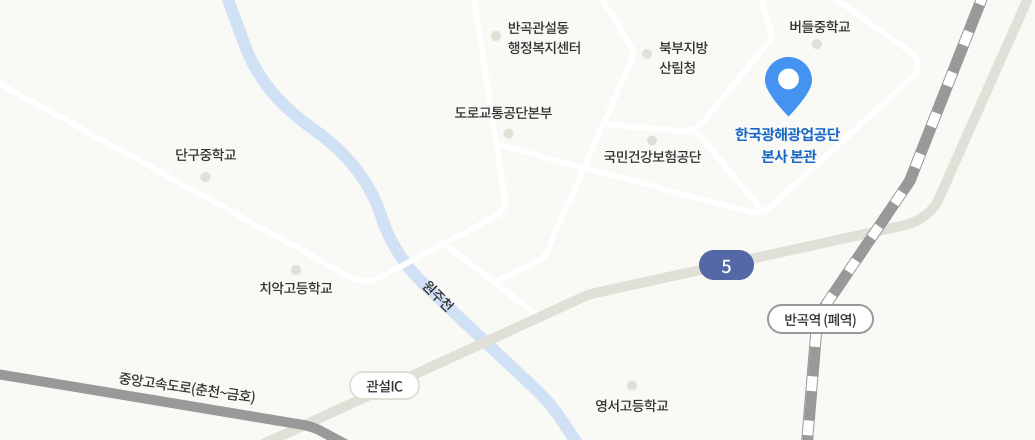 반곡관설동
행정복지센터
북부지방
산림청
버들중학교
도로교통공단본부
한국광해광업공단
본사 본관
국민건강보험공단
단구중학교
치악고등학교
원주천
5
반곡역 (폐역)
중앙고속도로(춘천~금호)
관설IC
영서고등학교